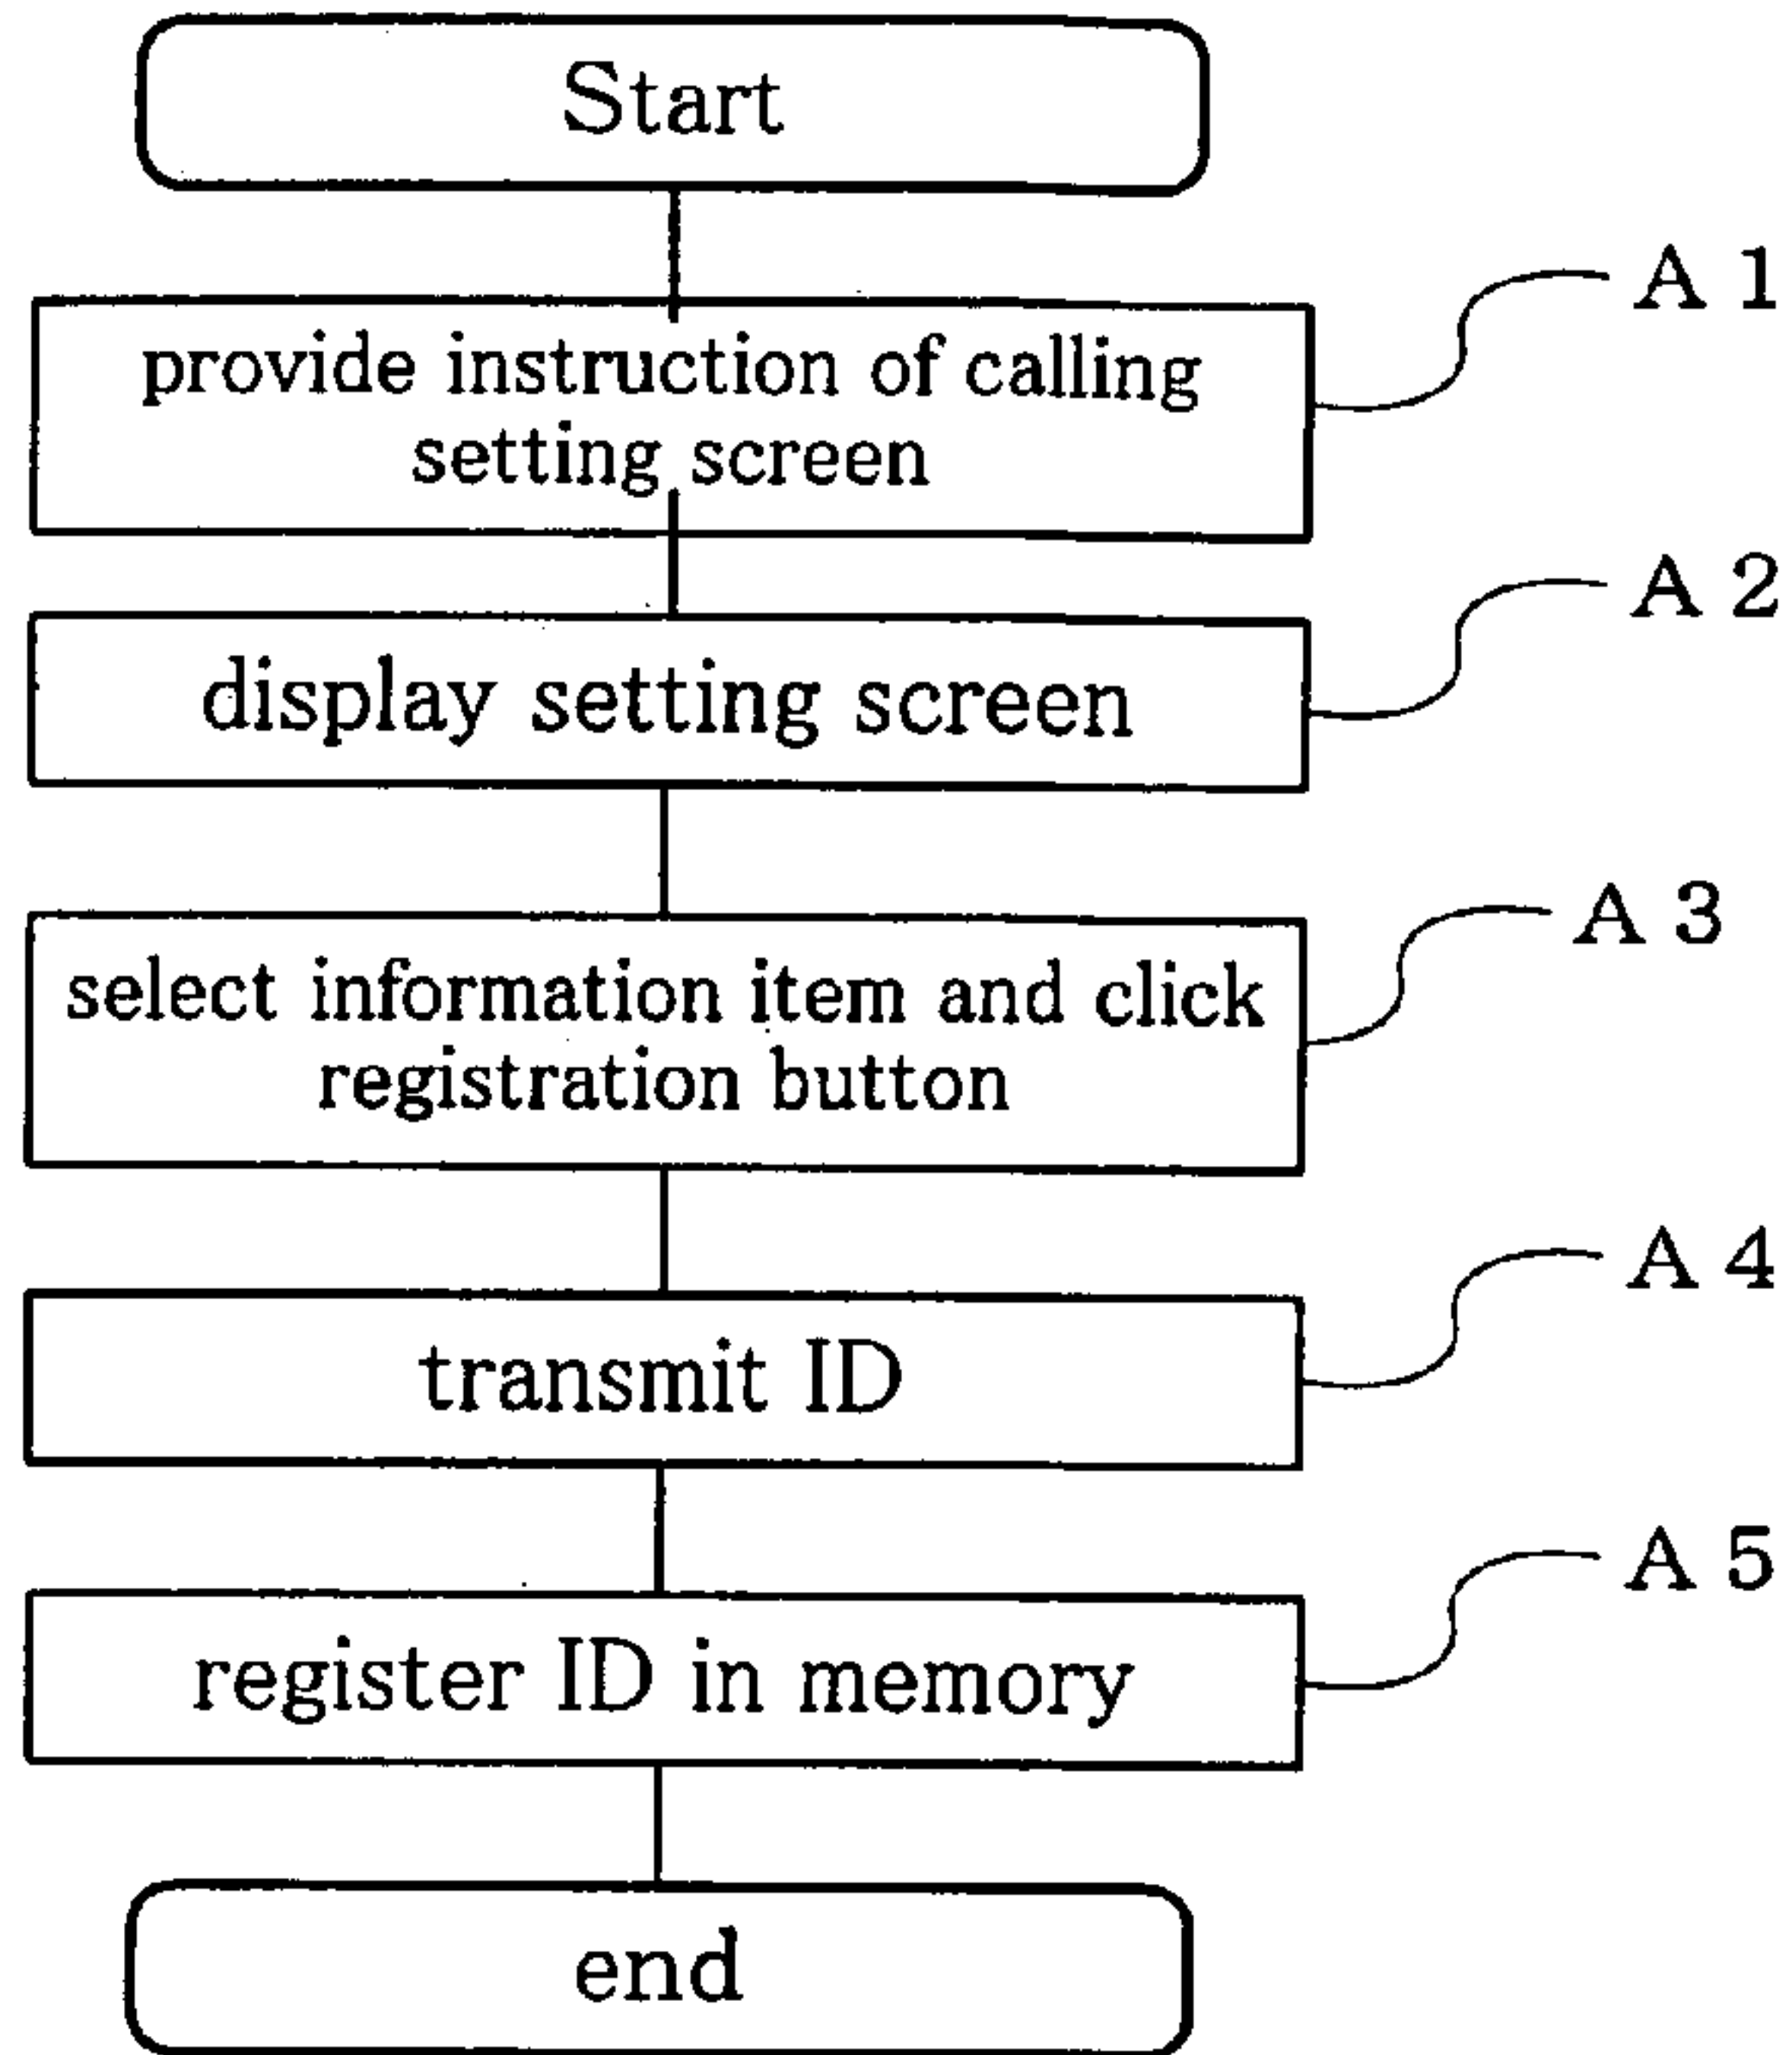 Start
A 1
provide instruction of calling
setting screen
A 2
display setting screen
A 3
select information item and click
registration button
A 4
transmit ID
A 5
register ID in memory
end